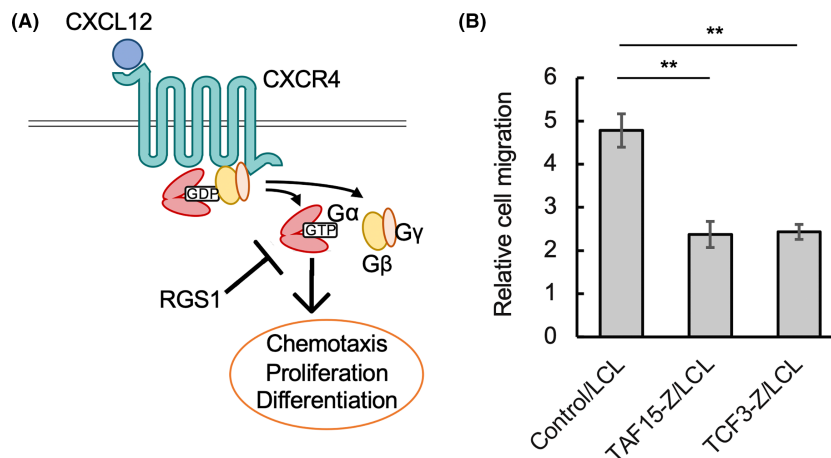 (A)
CXCL12
CXCR4
GDP
GTP
Gα
Gγ
Gβ
RGS1
Chemotaxis
Proliferation
Differentiation
(B)
**
**
Relative cell migration
6
5
4
3
2
1
0
Control/LCL
TAF15-Z/LCL
TCF3-Z/LCL